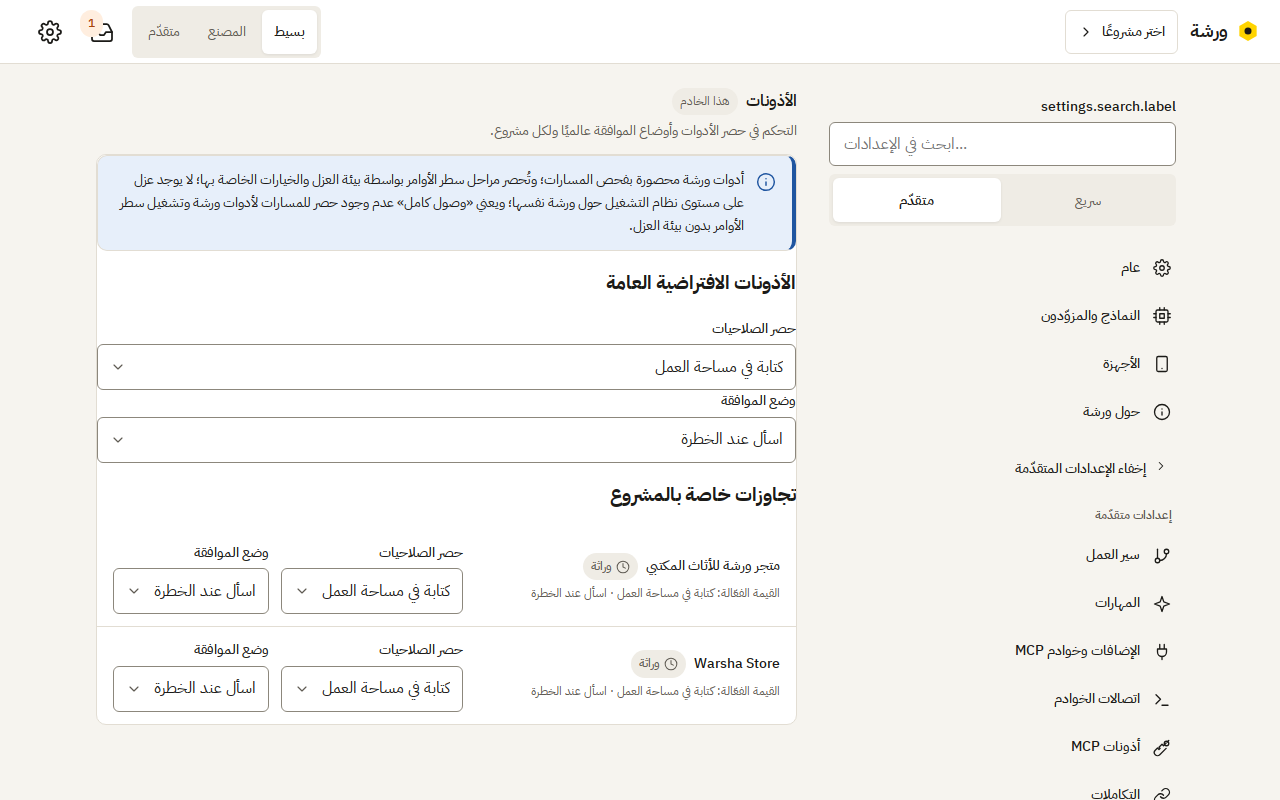 ورشة
اختر مشروعًا
بسيط
المصنع
متقدّم
1
settings.search.label
ابحث في الإعدادات...
سريع
متقدّم
عام
النماذج والمزوّدون
الأجهزة
حول ورشة
إخفاء الإعدادات المتقدّمة
إعدادات متقدّمة
سير العمل
المهارات
الإضافات وخوادم MCP
اتصالات الخوادم
أذونات MCP
التكاملات
الأذونات
هذا الخادم
التحكم في حصر الأدوات وأوضاع الموافقة عالميًا ولكل مشروع.
أدوات ورشة محصورة بفحص المسارات؛ وتُحصر مراحل سطر الأوامر بواسطة بيئة العزل والخيارات الخاصة بها؛ لا يوجد عزل
على مستوى نظام التشغيل حول ورشة نفسها؛ ويعني «وصول كامل» عدم وجود حصر للمسارات لأدوات ورشة وتشغيل سطر
الأوامر بدون بيئة العزل.
الأذونات الافتراضية العامة
حصر الصلاحيات
كتابة في مساحة العمل
وضع الموافقة
اسأل عند الخطرة
تجاوزات خاصة بالمشروع
متجر ورشة للأثاث المكتبي
وراثة
القيمة الفعّالة: كتابة في مساحة العمل · اسأل عند الخطرة
حصر الصلاحيات
كتابة في مساحة العمل
وضع الموافقة
اسأل عند الخطرة
Warsha Store
وراثة
القيمة الفعّالة: كتابة في مساحة العمل · اسأل عند الخطرة
حصر الصلاحيات
كتابة في مساحة العمل
وضع الموافقة
اسأل عند الخطرة